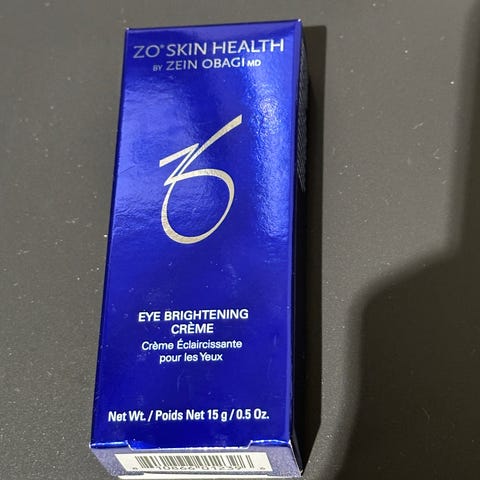 ZO® SKIN HEALTH
BY ZEIN OBAGI MD
EYE BRIGHTENING
CRÈME
Crème Éclaircissante
pour les Yeux
Net Wt. / Poids Net 15 g / 0.5 Oz.